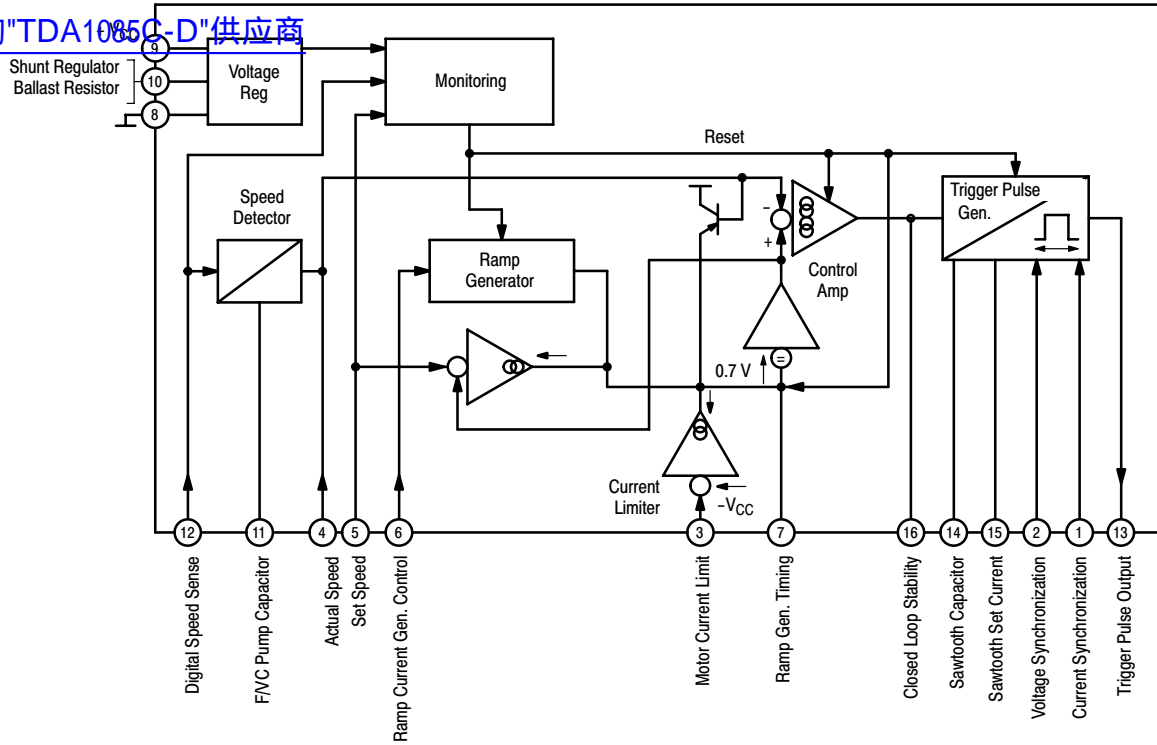 "TDA1085C-D"供应商
9
Shunt Regulator
Ballast Resistor
10
8
Voltage
Reg
Monitoring
Reset
Speed
Detector
Ramp
Generator
-
+
Control
Amp
Trigger Pulse
Gen.
0.7 V
=
Current
Limiter
–VCC
12
11
4
5
6
3
7
16
14
15
2
1
13
Digital Speed Sense
F/VC Pump Capacitor
Actual Speed
Set Speed
Ramp Current Gen. Control
Motor Current Limit
Ramp Gen. Timing
Closed Loop Stability
Sawtooth Capacitor
Sawtooth Set Current
Voltage Synchronization
Current Synchronization
Trigger Pulse Output